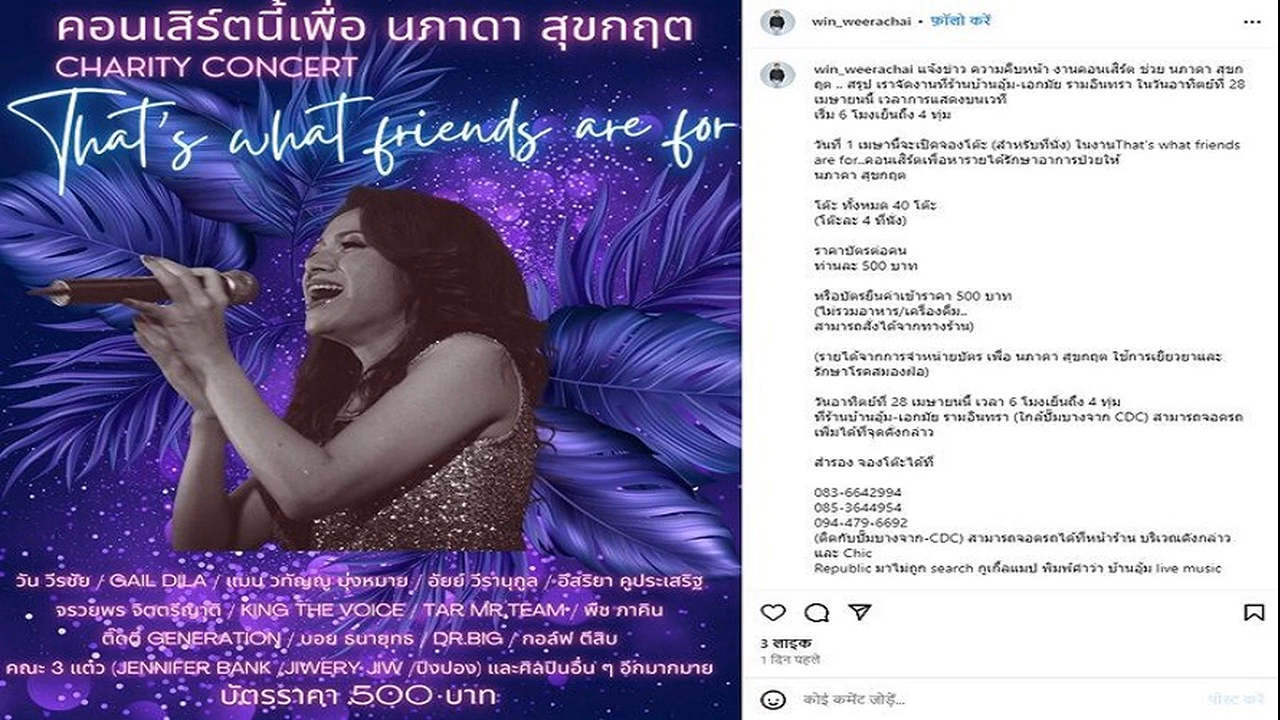 คอนเสิร์ตนี้เพื่อ นภาดา สุขกฤต
CHARITY CONCERT
That's what friends are for
วัน วีรชัย / GAIL DILA / แมน วทัญญู มุ่งหมาย / อัยย์ วีรานุกูล / อิสริยา คูประเสริฐ
จรวยพร จิตตรีญาติ / KING THE VOICE / TAR MR.TEAM / พีช ภาคิน
ติ๊ดตี่ GENERATION / บอย ธนายุทธ / DR.BIG / กอล์ฟ ตีสิบ
คณะ 3 แต๋ว (JENNIFER BANK /JIWERY JIW /ปิงปอง) และศิลปินอื่น ๆ อีกมากมาย
บัตรราคา 500 บาท
win_weerachai • फ़ॉलो करें
win_weerachai แจ้งข่าว ความคืบหน้า งานคอนเสิร์ต ช่วย นภาดา สุขก
ฤต .. สรุป เราจัดงานที่ร้านบ้านอุ้ม-เอกมัย รามอินทรา ในวันอาทิตย์ที่ 28
เมษายนนี้ เวลาการแสดงบนเวที
เริ่ม 6 โมงเย็นถึง 4 ทุ่ม
วันที่ 1 เมษานี้จะเปิดจองโต๊ะ (สำหรับที่นั่ง) ในงานThat's what friends
are for..คอนเสิร์ตเพื่อหารายได้รักษาอาการป่วยให้
นภาดา สุขกฤต
โต๊ะ ทั้งหมด 40 โต๊ะ
(โต๊ะละ 4 ที่นั่ง)
ราคาบัตรต่อคน
ท่านละ 500 บาท
หรือบัตรยืนค่าเข้าราคา 500 บาท
(ไม่รวมอาหาร/เครื่องดื่ม..
สามารถสั่งได้จากทางร้าน)
(รายได้จากการจำหน่ายบัตร เพื่อ นภาดา สุขกฤต ใช้การเยียวยาและ
รักษาโรคสมองฝ่อ)
วันอาทิตย์ที่ 28 เมษายนนี้ เวลา 6 โมงเย็นถึง 4 ทุ่ม
ที่ร้านบ้านอุ้ม-เอกมัย รามอินทรา (ใกล้ปั๊มบางจาก CDC) สามารถจอดรถ
เพิ่มได้ที่จุดดังกล่าว
สำรอง จองโต๊ะได้ที่
083-6642994
085-3644954
094-479-6692
(ติดกับปั๊มบางจาก-CDC) สามารถจอดรถได้ที่หน้าร้าน บริเวณดังกล่าว
และ Chic
Republic มาไม่ถูก search กูเกิ้ลแมป พิมพ์คำว่า บ้านอุ้ม live music
3 लाइक
1 दिन पहले
कोई कमेंट जोड़ें...
पोस्ट करें